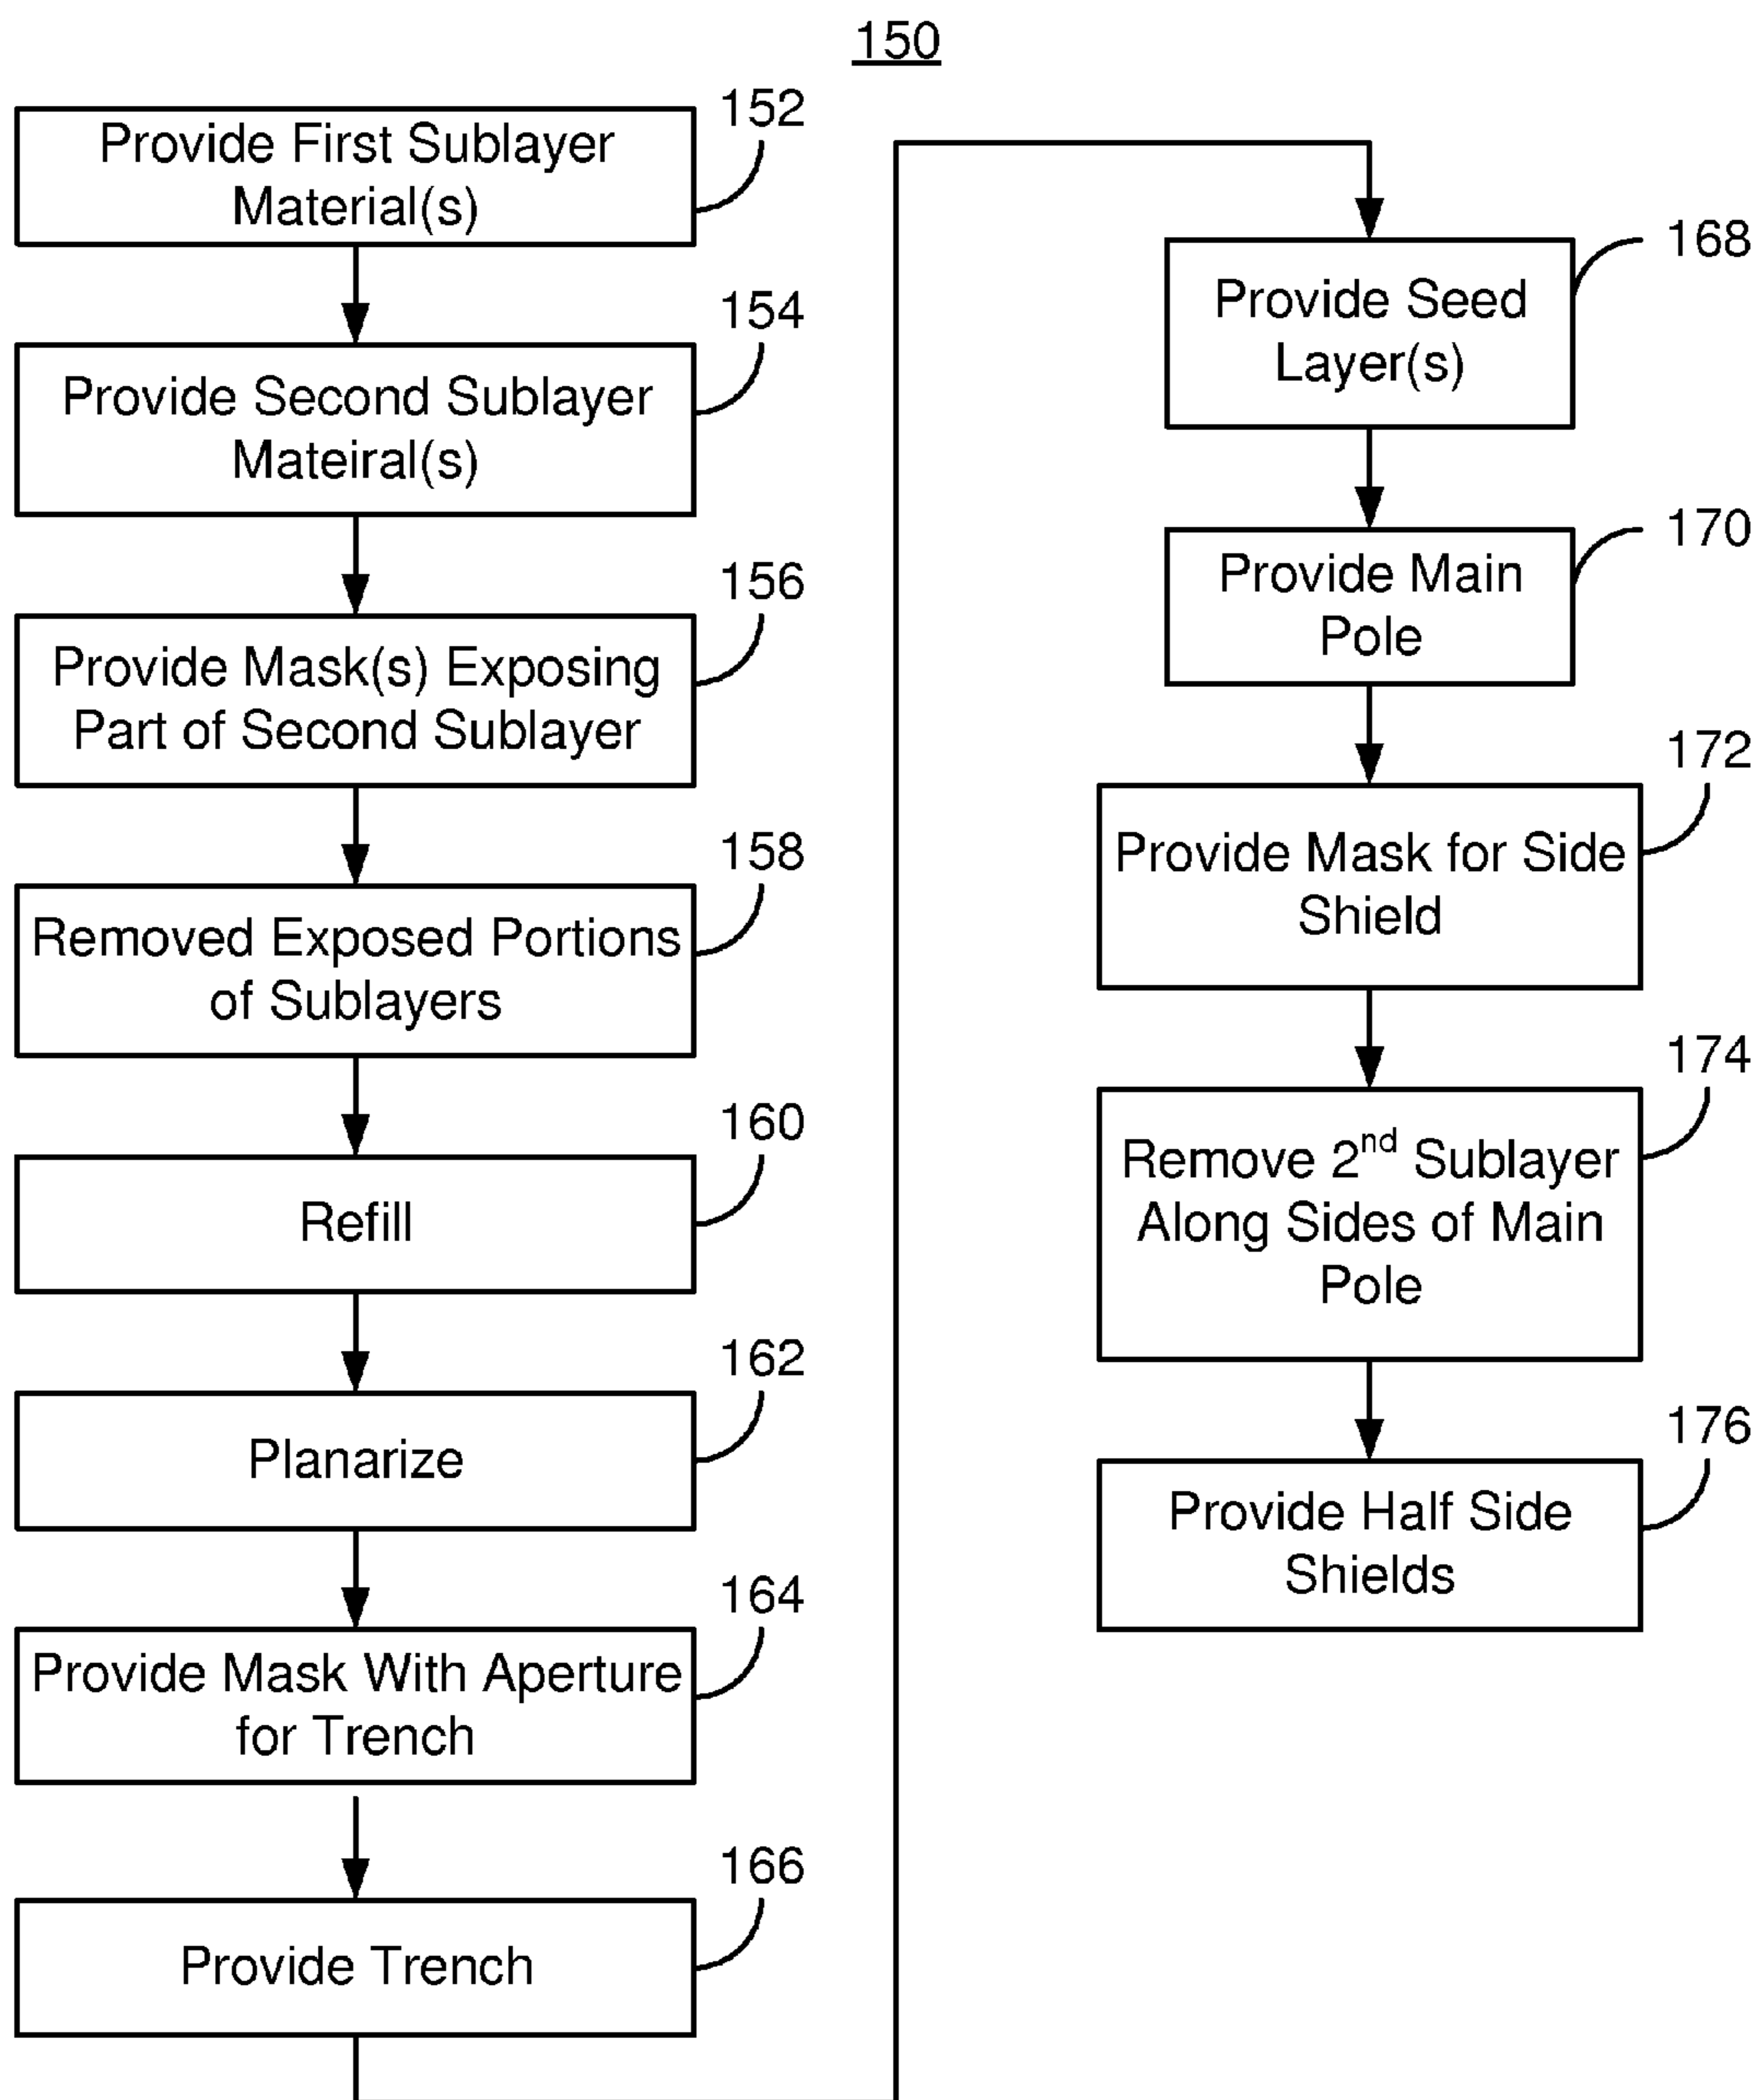 150
Provide First Sublayer
Material(s)
152
Provide Second Sublayer
Mateiral(s)
154
Provide Mask(s) Exposing
Part of Second Sublayer
156
Removed Exposed Portions
of Sublayers
158
Refill
160
Planarize
162
Provide Mask With Aperture
for Trench
164
Provide Trench
166
Provide Seed
Layer(s)
168
Provide Main
Pole
170
Provide Mask for Side
Shield
172
Remove 2nd Sublayer
Along Sides of Main
Pole
174
Provide Half Side
Shields
176